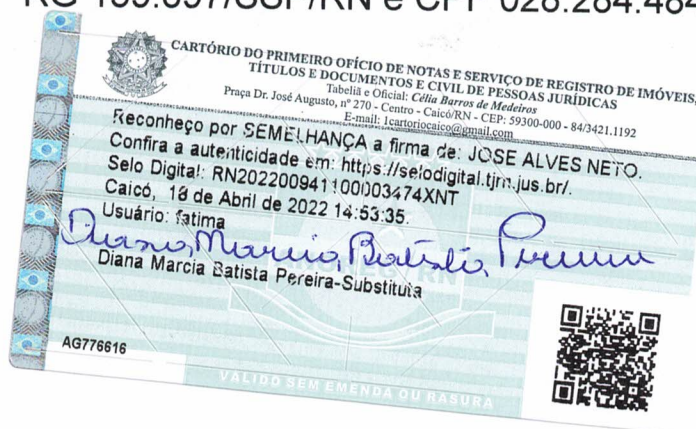 CARTÓRIO DO PRIMEIRO OFÍCIO DE NOTAS E SERVIÇO DE REGISTRO DE IMÓVEIS,
TÍTULOS E DOCUMENTOS E CIVIL DE PESSOAS JURÍDICAS
Tabeliã e Oficial: Célia Barros de Medeiros
Praça Dr. José Augusto, nº 270 - Centro - Caicó/RN - CEP: 59300-000 - 84/3421.1192
E-mail: 1cartoriocaico@gmail.com
Reconheço por SEMELHANÇA a firma de: JOSE ALVES NETO.
Confira a autenticidade em: https://selodigital.tjrn.jus.br/.
Selo Digital: RN202200941100003474XNT
Caicó, 18 de Abril de 2022 14:53:35.
Usuário: fatima
Diana Marcia Batista Pereira
Diana Marcia Batista Pereira-Substituta
AG776616
VÁLIDO SEM EMENDA OU RASURA